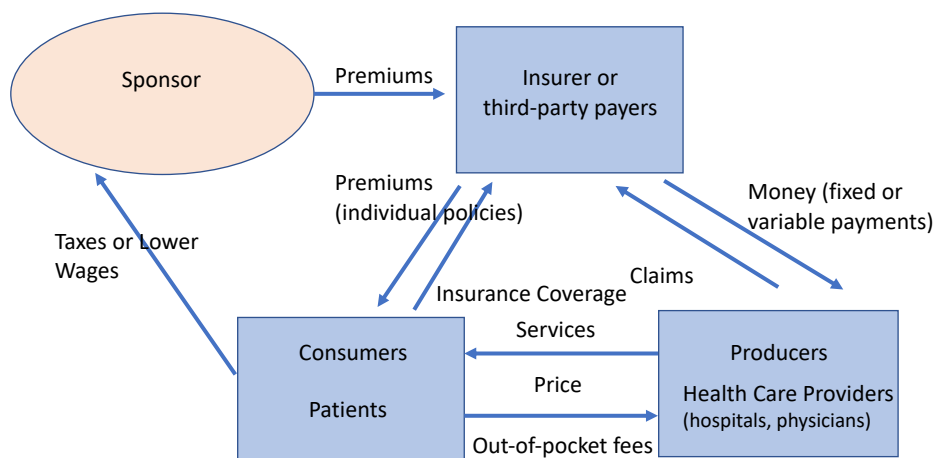 Sponsor
Premiums
Insurer or
third-party payers
Premiums
(individual policies)
Money (fixed or
variable payments)
Taxes or Lower
Wages
Claims
Insurance Coverage
Services
Consumers
Patients
Price
Out-of-pocket fees
Producers
Health Care Providers
(hospitals, physicians)